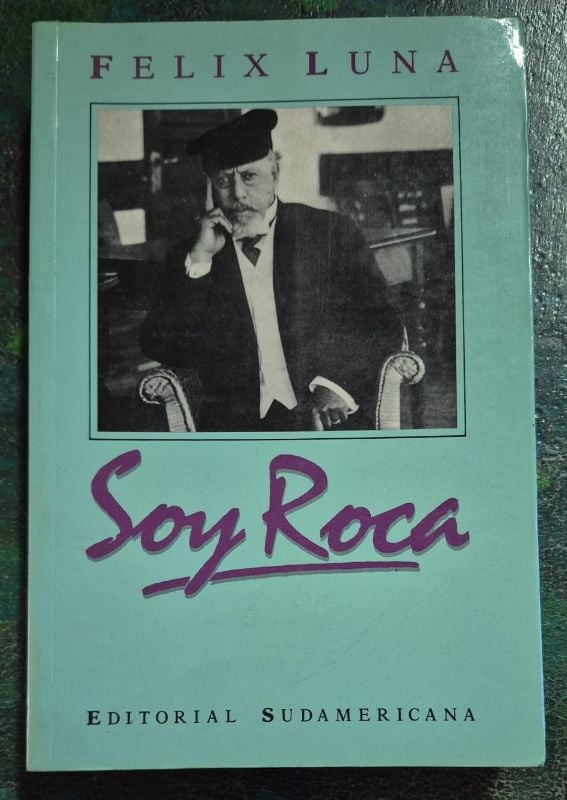 FELIX LUNA
Soy Roca
EDITORIAL SUDAMERICANA